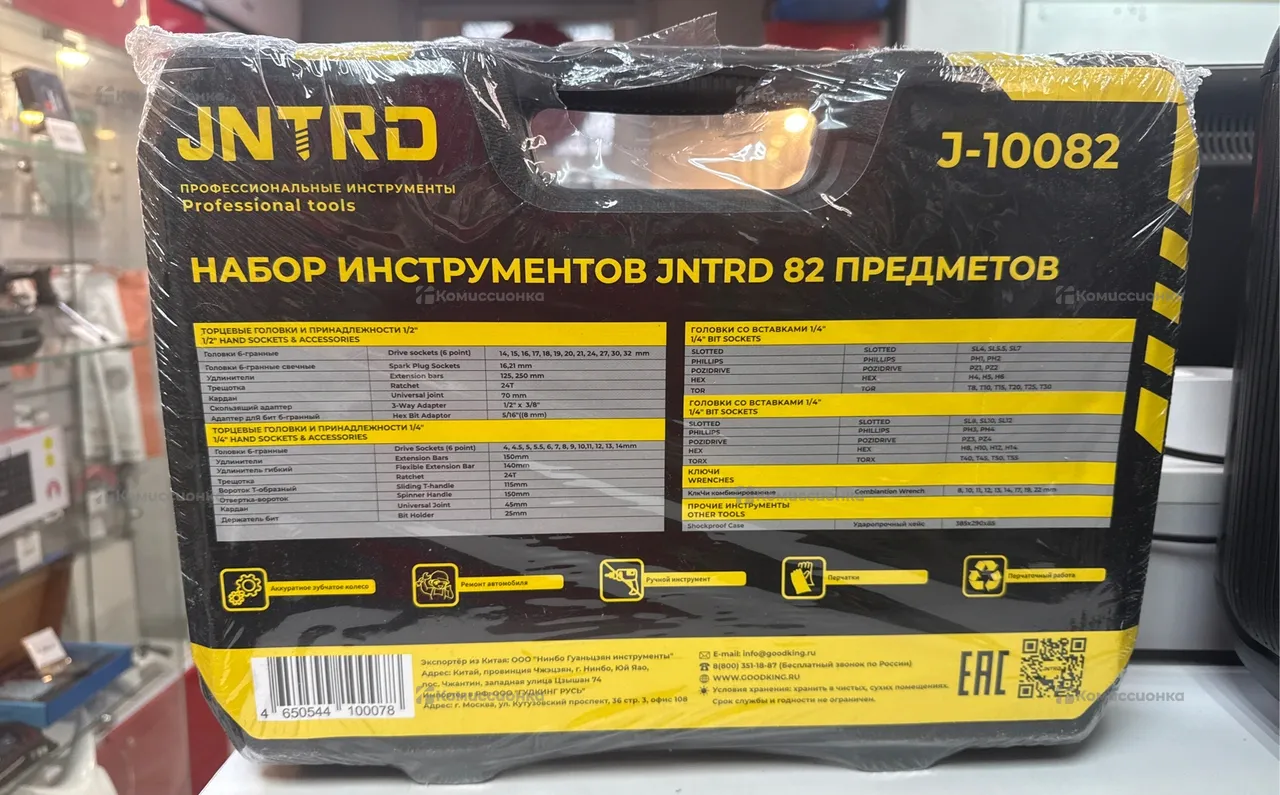 JNTRD
ПРОФЕССИОНАЛЬНЫЕ ИНСТРУМЕНТЫ
Professional tools
J-10082
НАБОР ИНСТРУМЕНТОВ JNTRD 82 ПРЕДМЕТОВ
ТОРЦЕВЫЕ ГОЛОВКИ И ПРИНАДЛЕЖНОСТИ 1/2"
1/2" HAND SOCKETS & ACCESSORIES
Головки 6-гранные Drive sockets (6 point) 14, 15, 16, 17, 18, 19, 20, 21, 24, 27, 30, 32 mm
Головки 6-гранные свечные Spark Plug Sockets 16,21 mm
Удлинители Extension bars 125, 250 mm
Трещотка Ratchet 24T
Кардан Universal joint 70 mm
Скользящий адаптер 3-Way Adapter 1/2" x 3/8"
Адаптер длЯ бит 6-гранный Hex Bit Adaptor 5/16"((8 mm)
ТОРЦЕВЫЕ ГОЛОВКИ И ПРИНАДЛЕЖНОСТИ 1/4"
1/4" HAND SOCKETS & ACCESSORIES
Головки 6-гранные Drive Sockets (6 point) 4, 4.5, 5, 5.5, 6, 7, 8, 9, 10,11, 12, 13, 14mm
Удлинители Extension Bars 150mm
Удлинитель гибкий Flexible Extension Bar 140mm
Трещотка Ratchet 24T
Вороток Т-образный Sliding T-handle 115mm
Отвертка-вороток Spinner Handle 150mm
Кардан Universal Joint 45mm
Держатель бит Bit Holder 25mm
ГОЛОВКИ СО ВСТАВКАМИ 1/4"
1/4" BIT SOCKETS
SLOTTED SLOTTED SL4, SL5.5, SL7
PHILLIPS PHILLIPS PH1, PH2
POZIDRIVE POZIDRIVE PZ1, PZ2
HEX HEX H4, H5, H6
TOR TOR T8, T10, T15, T20, T25, T30
ГОЛОВКИ СО ВСТАВКАМИ 1/4"
1/4" BIT SOCKETS
SLOTTED SLOTTED SL8, SL10, SL12
PHILLIPS PHILLIPS PH3, PH4
POZIDRIVE POZIDRIVE PZ3, PZ4
HEX HEX H8, H10, H12, H14
TORX TORX T40, T45, T50, T55
КЛЮЧИ
WRENCHES
КлюЧи комбинированные Wrench 8, 10, 11, 12, 13, 14, 17, 19, 22 mm
ПРОЧИЕ ИНСТРУМЕНТЫ
OTHER TOOLS
Shockproof Case Ударопрочный кейс
Аккуратное зубчатое колесо
Ремонт автомобиля
Ручной инструмент
Перчатки
Перчаточный работа
4 650544 100078
Экспортёр из Китая: ООО "Нинбо Гуаньцзян инструменты"
Адрес: Китай, провинция Чжэцзян, г. Нинбо, Юй Яао,
пос. Чжантин, западная улица Цзышан 74
Импортер в РФ: ООО "ГУДКИНГ РУСЬ"
Адрес: г. Москва, ул. Кутузовский проспект, 36 стр. 3, офис 108
E-mail: info@goodking.ru
8(800) 351-18-87 (Бесплатный звонок по России)
WWW.GOODKING.RU
Условия хранения: хранить в чистых, сухих помещениях.
Срок службы и годности не ограничен.
EAC
JNTRD
Комиссионка
Комиссионка
Комиссионка
Комиссионка